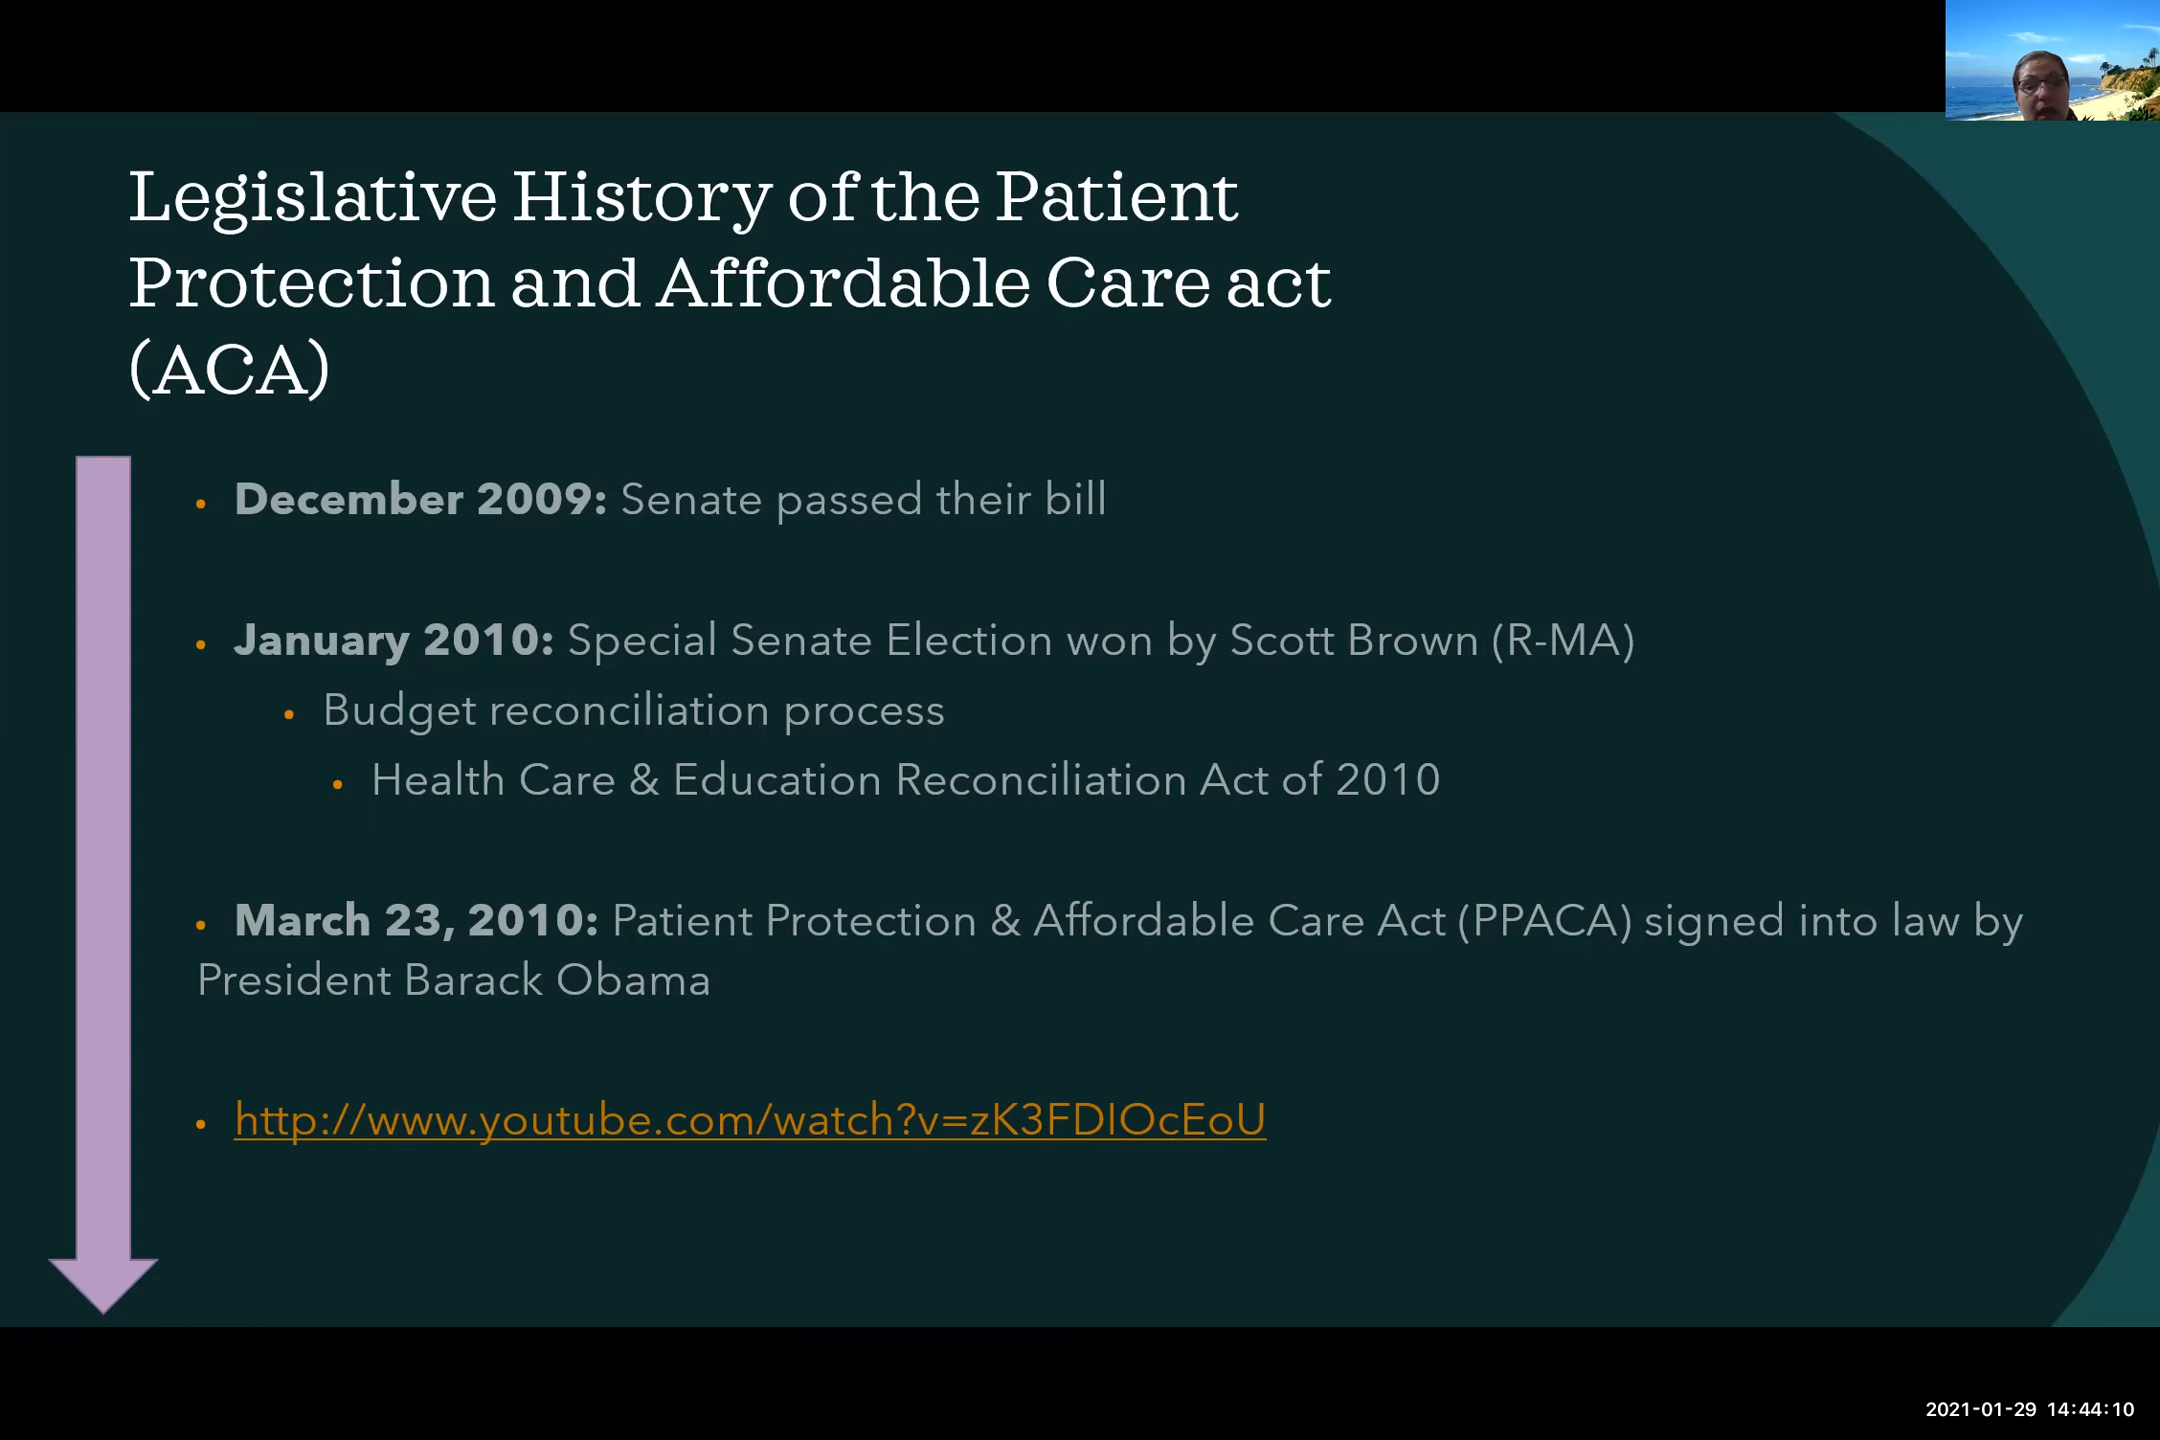 Legislative History of the Patient
Protection and Affordable Care act
(ACA)
• December 2009: Senate passed their bill
• January 2010: Special Senate Election won by Scott Brown (R-MA)
• Budget reconciliation process
• Health Care & Education Reconciliation Act of 2010
• March 23, 2010: Patient Protection & Affordable Care Act (PPACA) signed into law by
President Barack Obama
• http://www.youtube.com/watch?v=zK3FDIOcEoU
2021-01-29 14:44:10